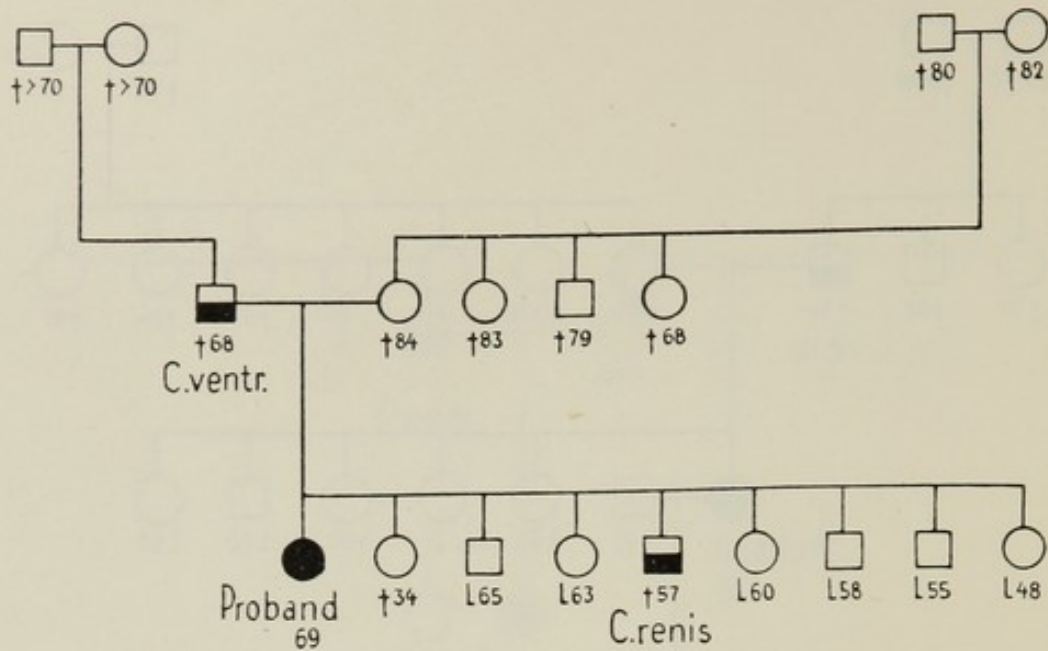 †>70 †>70 †80 †82
†68 †84 †83 †79 †68
C.ventr.
Proband †34 L65 L63 †57 L60 L58 L55 L48
69 C.renis